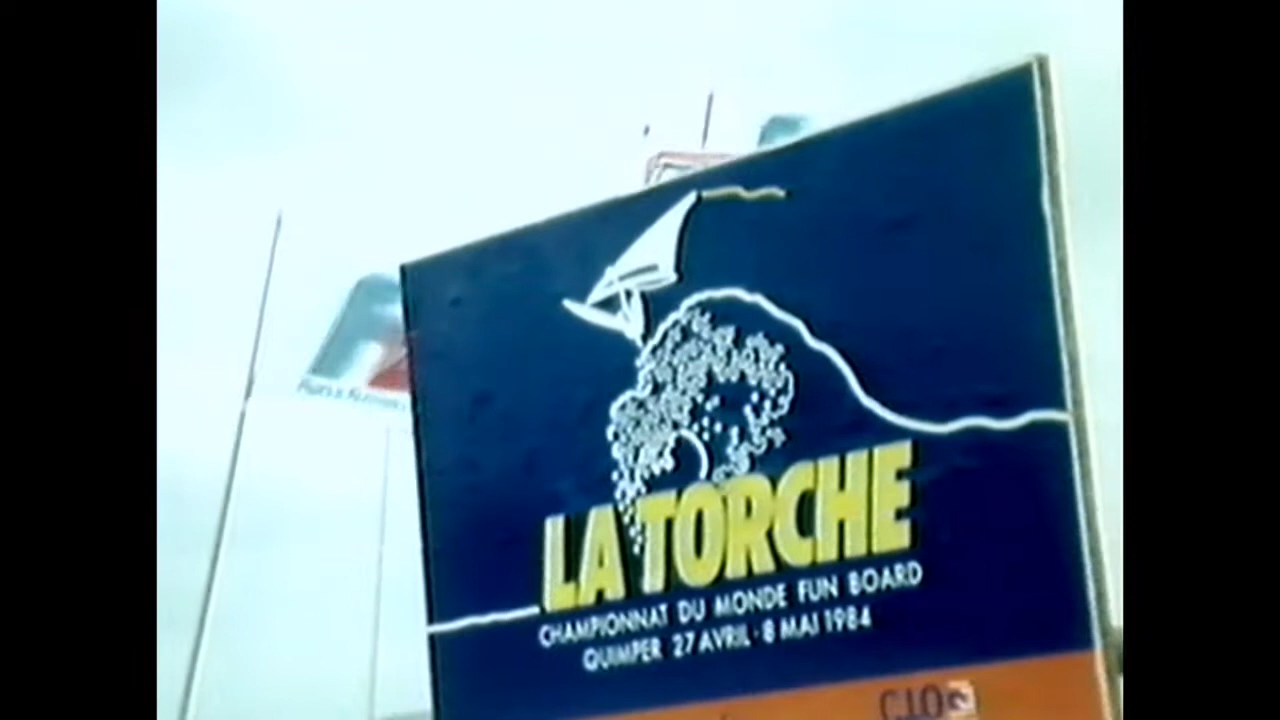 LA TORCHE
CHAMPIONNAT DU MONDE FUN BOARD
QUIMPER 27 AVRIL · 8 MAI 1984